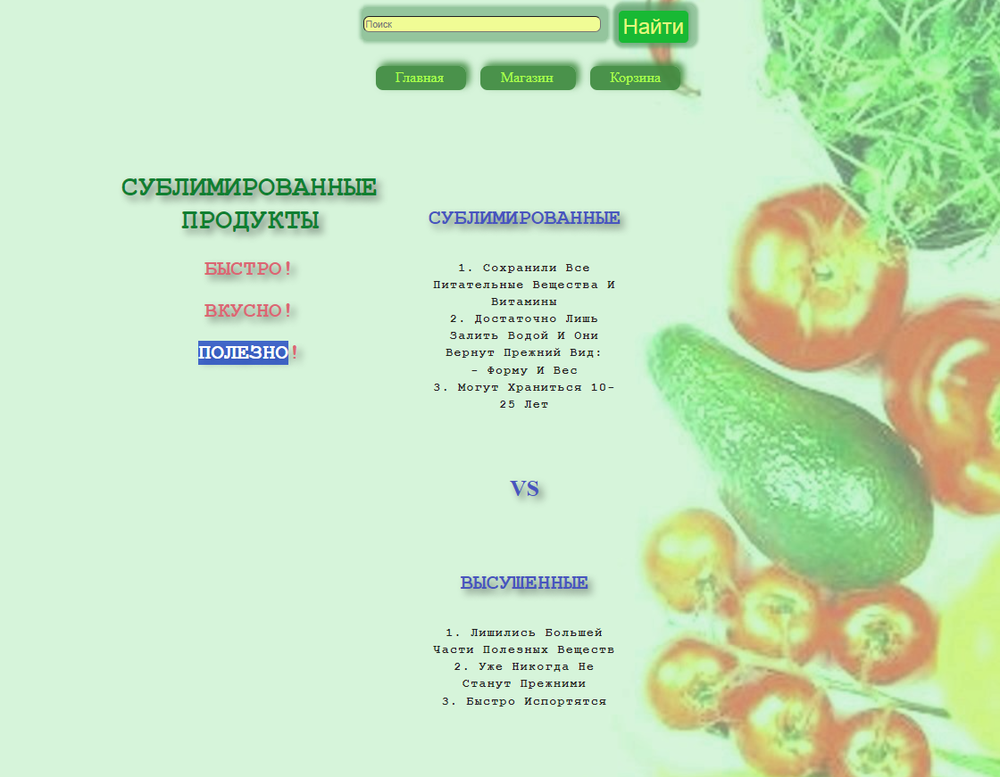 Поиск
Найти
Главная
Магазин
Корзина
СУБЛИМИРОВАННЫЕ
ПРОДУКТЫ
БЫСТРО!
ВКУСНО!
ПОЛЕЗНО!
СУБЛИМИРОВАННЫЕ
1. Сохранили Все
Питательные Вещества И
Витамины
2. Достаточно Лишь
Залить Водой И Они
Вернут Прежний Вид:
- Форму И Вес
3. Могут Храниться 10-
25 Лет
VS
ВЫСУШЕННЫЕ
1. Лишились Большей
Части Полезных Веществ
2. Уже Никогда Не
Станут Прежними
3. Быстро Испортятся